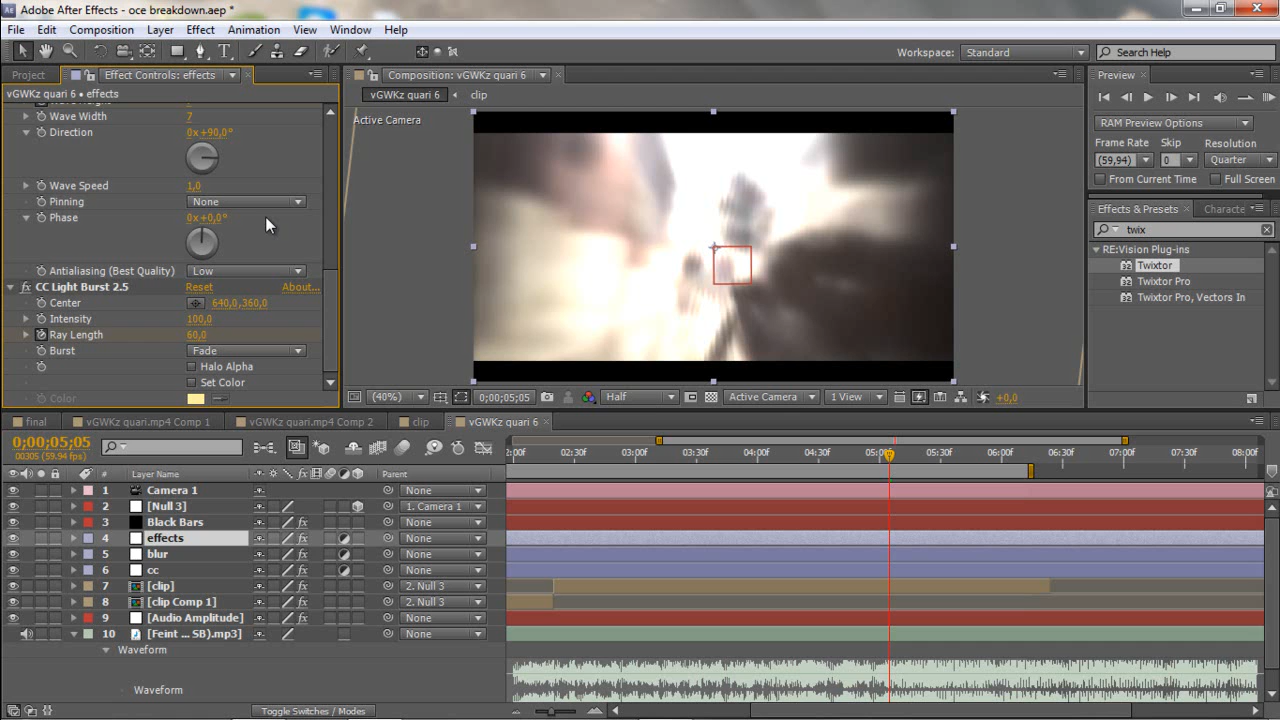 Adobe After Effects - oce breakdown.aep *
File Edit Composition Layer Effect Animation View Window Help
Workspace: Standard Search Help
Project Effect Controls: effects
vGWKz quari 6 • effects
Wave Width 7
Direction 0x+90,0°
Wave Speed 1,0
Pinning None
Phase 0x+0,0°
Antialiasing (Best Quality) Low
CC Light Burst 2.5 Reset About...
Center 640,0,360,0
Intensity 100,0
Ray Length 60,0
Burst Fade
Halo Alpha
Set Color
Color
Composition: vGWKz quari 6
vGWKz quari 6 clip
Active Camera
(40%) 0;00;05;05 Half Active Camera 1 View +0,0
Preview
RAM Preview Options
Frame Rate Skip Resolution
(59,94) 0 Quarter
From Current Time Full Screen
Effects & Presets Characte
twix
RE:Vision Plug-ins
Twixtor
Twixtor Pro
Twixtor Pro, Vectors In
final vGWKz quari.mp4 Comp 1 vGWKz quari.mp4 Comp 2 clip vGWKz quari 6
0;00;05;05
00305 (59.94 fps)
2:00f 02:30f 03:00f 03:30f 04:00f 04:30f 05:00f 05:30f 06:00f 06:30f 07:00f 07:30f 08:00f
# Layer Name Parent
1 Camera 1 None
2 [Null 3] 1. Camera 1
3 Black Bars None
4 effects None
5 blur None
6 cc None
7 [clip] 2. Null 3
8 [clip Comp 1] 2. Null 3
9 [Audio Amplitude] None
10 [Feint ... SB).mp3] None
Waveform
Waveform
Toggle Switches / Modes